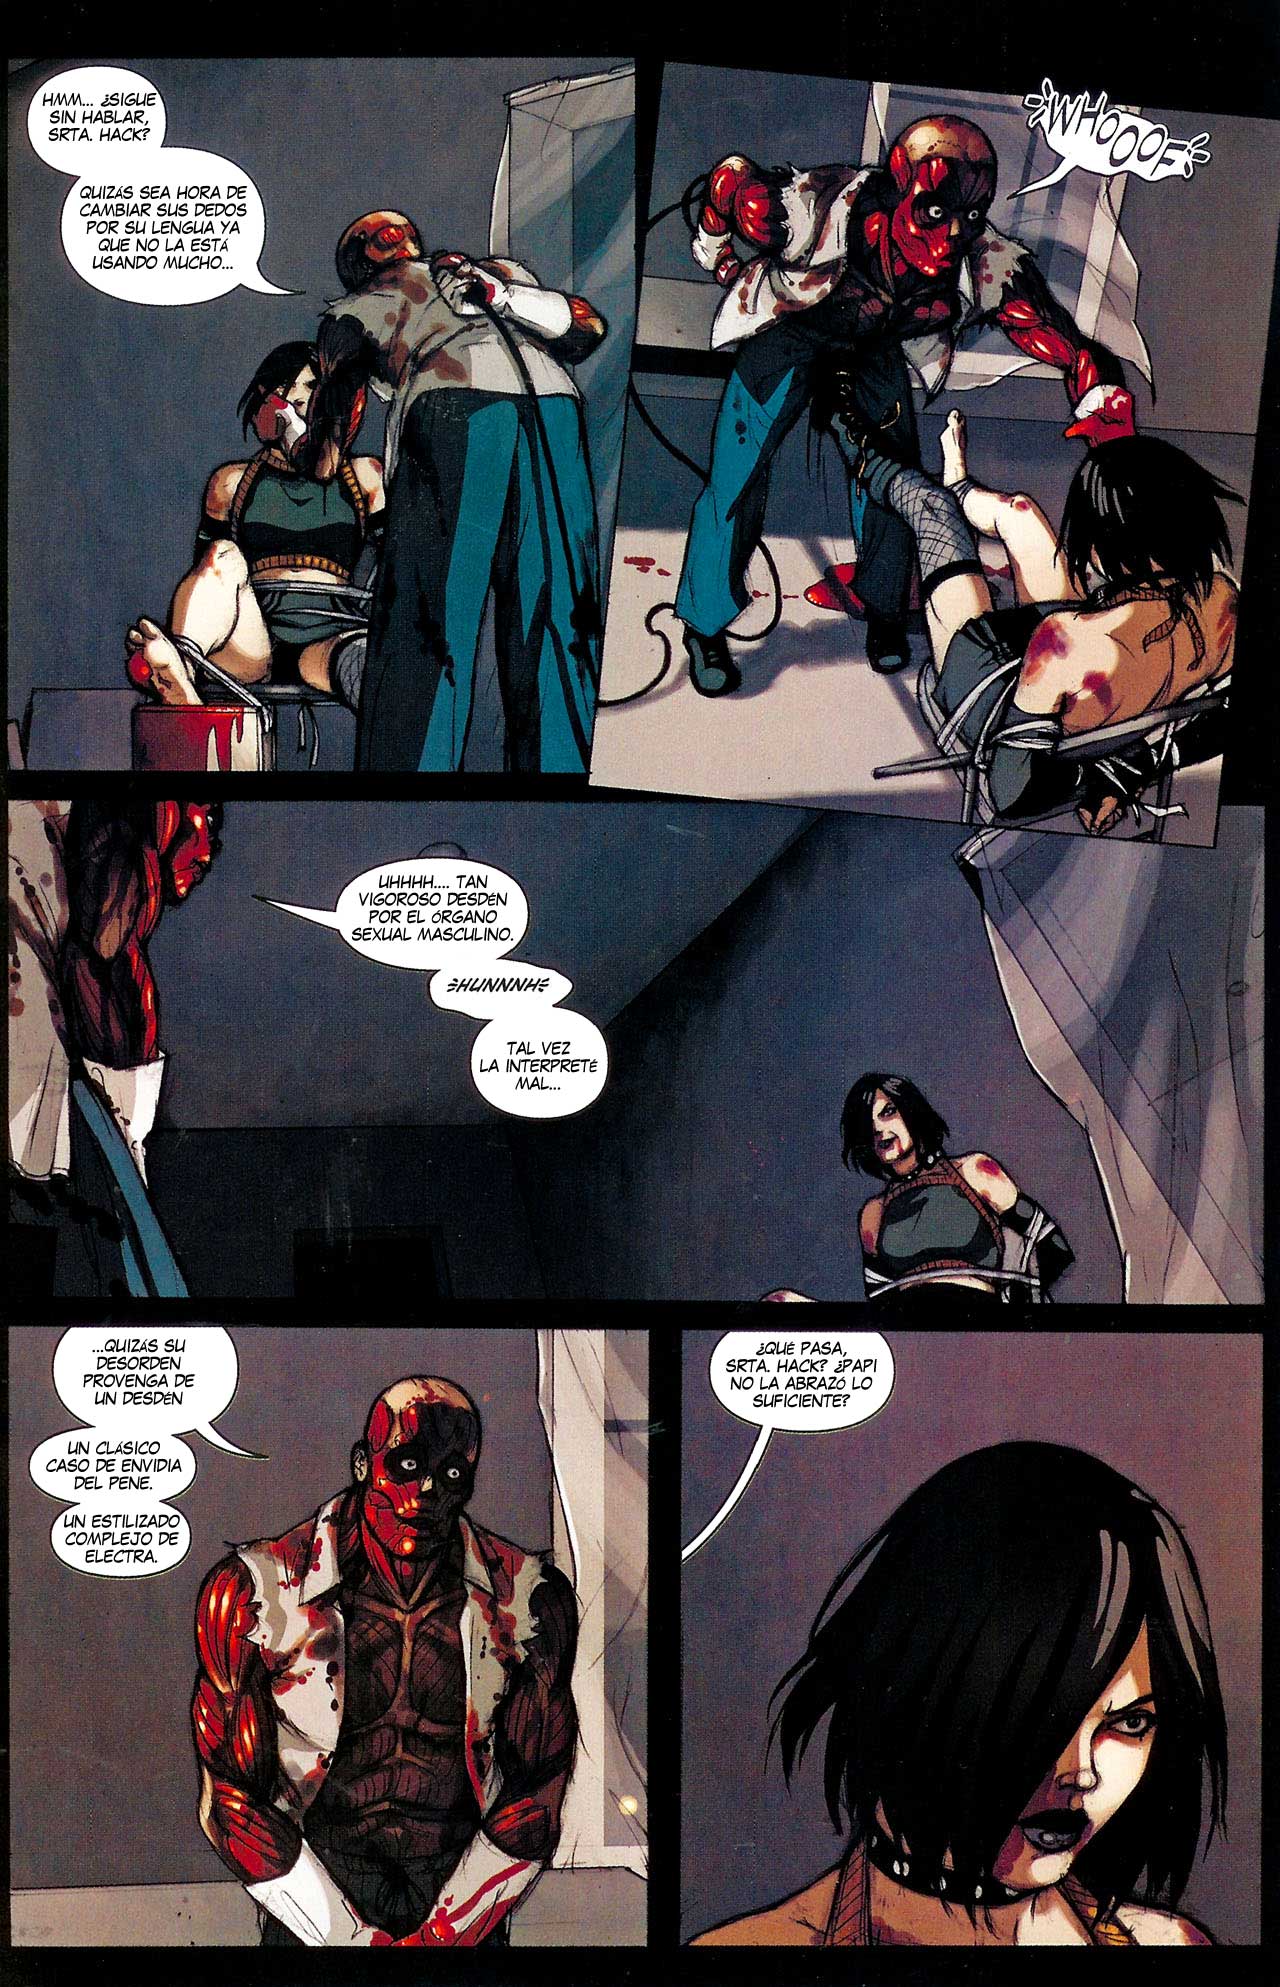 HMM... ¿SIGUE
SIN HABLAR,
SRTA. HACK?
QUIZÁS SEA HORA DE
CAMBIAR SUS DEDOS
POR SU LENGUA YA
QUE NO LA ESTÁ
USANDO MUCHO...
WHOOOF
UHHHH.... TAN
VIGOROSO DESDÉN
POR EL ÓRGANO
SEXUAL MASCULINO.
HUNNNH
TAL VEZ
LA INTERPRETÉ
MAL...
...QUIZÁS SU
DESORDEN
PROVENGA DE
UN DESDÉN
UN CLÁSICO
CASO DE ENVIDIA
DEL PENE.
UN ESTILIZADO
COMPLEJO DE
ELECTRA.
¿QUÉ PASA,
SRTA. HACK? ¿PAPI
NO LA ABRAZÓ LO
SUFICIENTE?